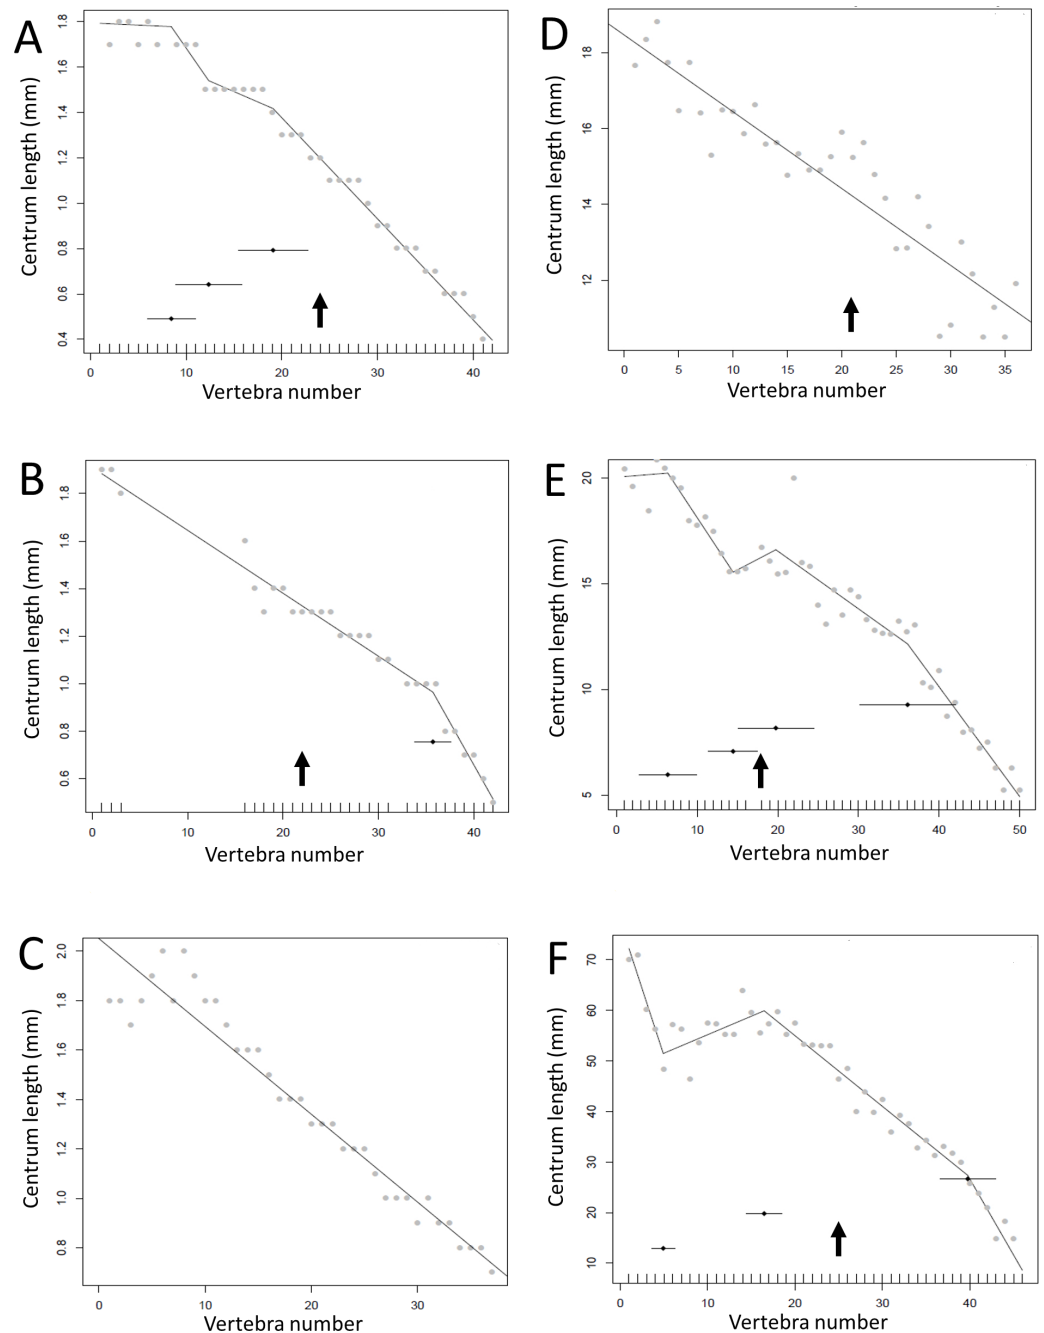 A
Centrum length (mm)
1.8
1.6
1.4
1.2
1.0
0.8
0.6
0.4
0 10 20 30 40
Vertebra number
D
Centrum length (mm)
18
16
14
12
0 5 10 15 20 25 30 35
Vertebra number
B
Centrum length (mm)
1.8
1.6
1.4
1.2
1.0
0.8
0.6
0 10 20 30 40
Vertebra number
E
Centrum length (mm)
20
15
10
5
0 10 20 30 40 50
Vertebra number
C
Centrum length (mm)
2.0
1.8
1.6
1.4
1.2
1.0
0.8
0 10 20 30
Vertebra number
F
Centrum length (mm)
70
60
50
40
30
20
10
0 10 20 30 40
Vertebra number